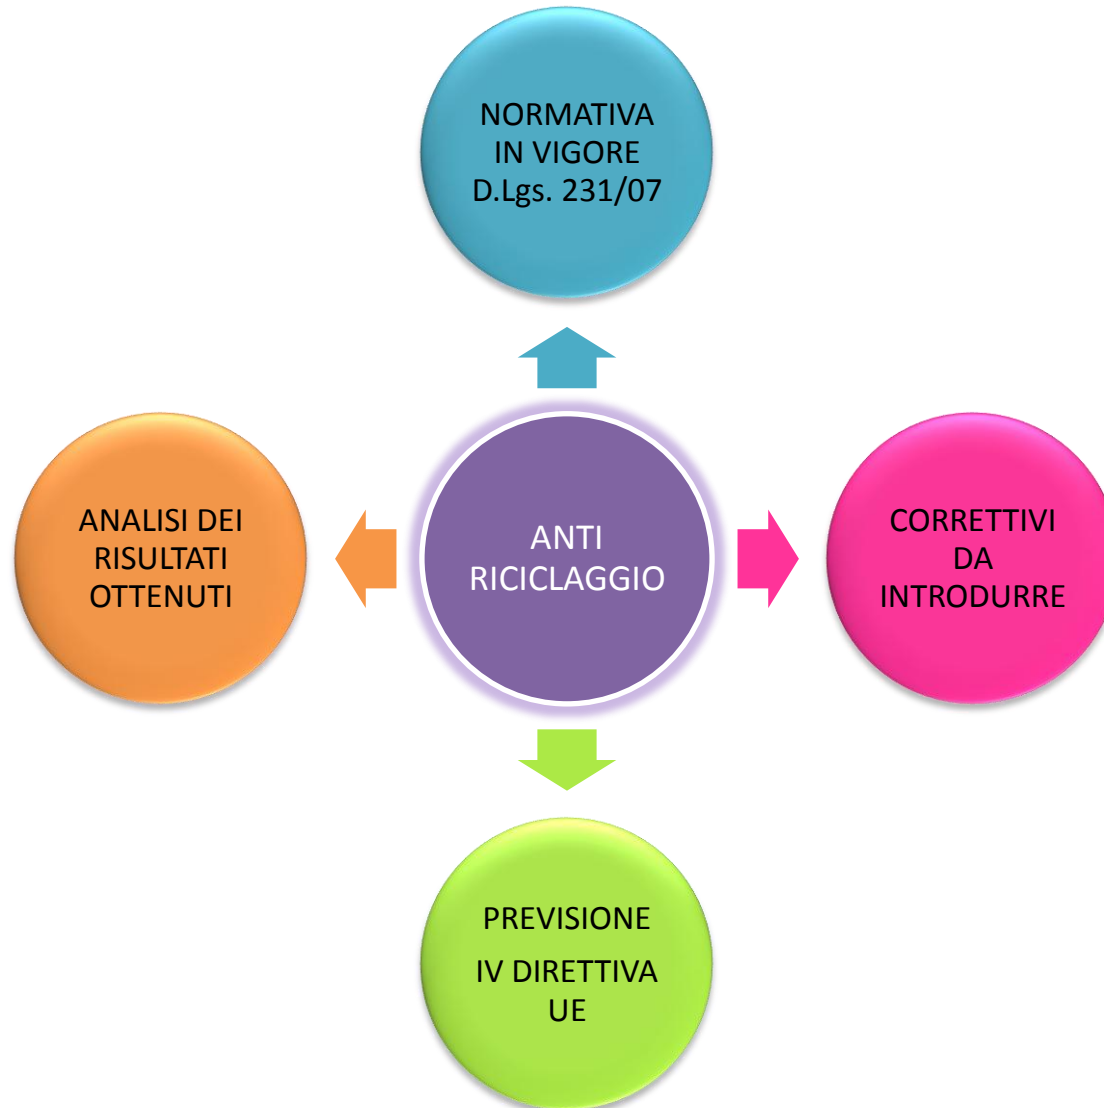 NORMATIVA
IN VIGORE
D.Lgs. 231/07
ANALISI DEI
RISULTATI
OTTENUTI
ANTI
RICICLAGGIO
CORRETTIVI
DA
INTRODURRE
PREVISIONE
IV DIRETTIVA
UE